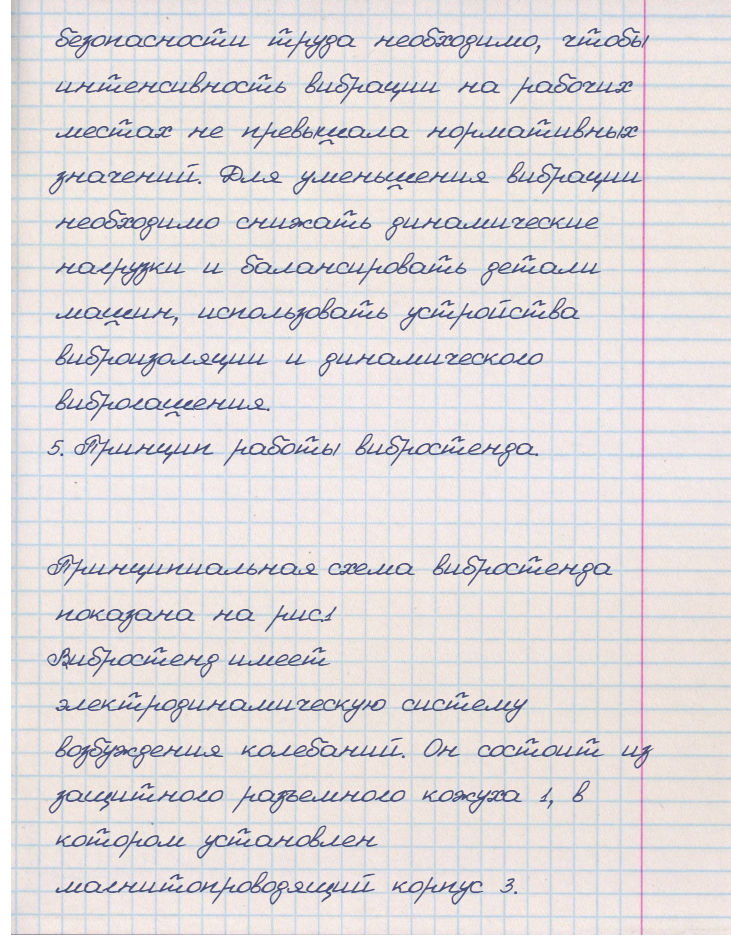 безопасности труда необходимо, чтобы
интенсивность вибрации на рабочих
местах не превышала нормативных
значений. Для уменьшения вибрации
необходимо снижать динамические
нагрузки и балансировать детали
машин, использовать устройства
виброизоляции и динамического
виброгашения.
5. Принцип работы вибростенда.
Принципиальная схема вибростенда
показана на рис.1
Вибростенд имеет
электродинамическую систему
возбуждения колебаний. Он состоит из
защитного разъемного кожуха 1, в
котором установлен
магнитопроводящий корпус 3.